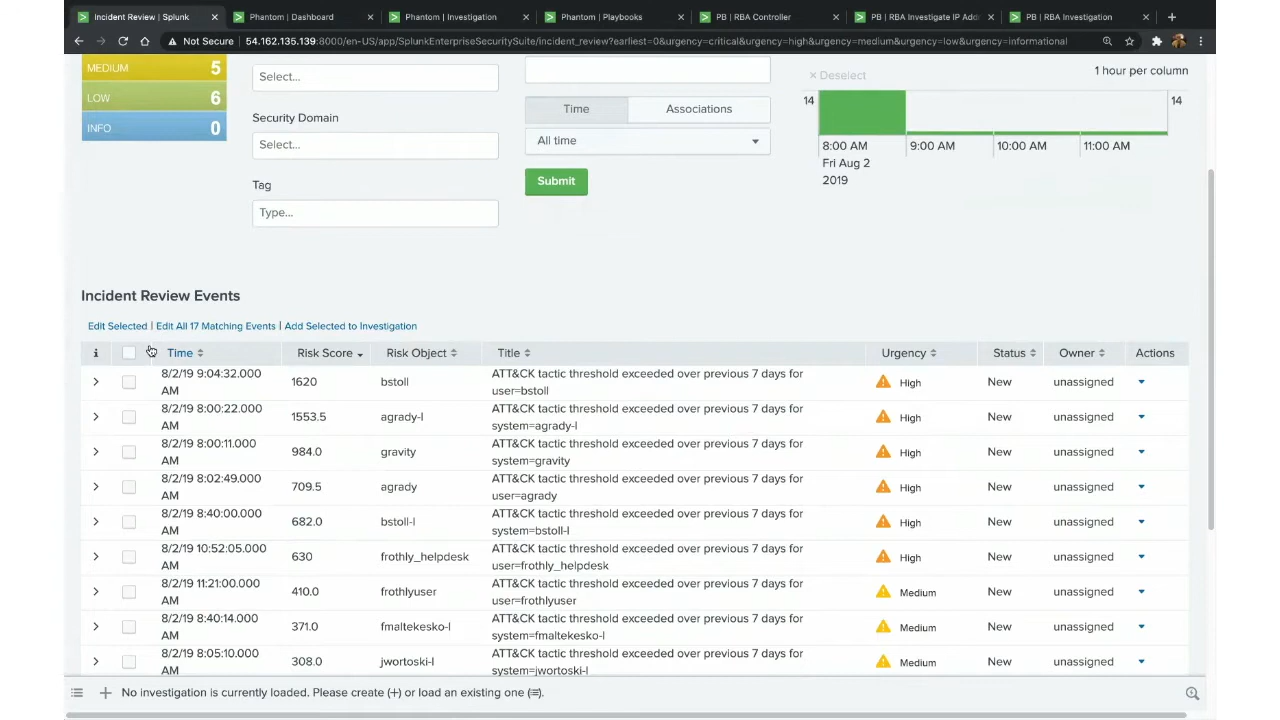 Incident Review | Splunk
Phantom | Dashboard
Phantom | Investigation
Phantom | Playbooks
PB | RBA Controller
PB | RBA Investigate IP Addr
PB | RBA Investigation
Not Secure | 54.162.135.139:8000/en-US/app/SplunkEnterpriseSecuritySuite/incident_review?earliest=0&urgency=critical&urgency=high&urgency=medium&urgency=low&urgency=informational
MEDIUM 5
LOW 6
INFO 0
Select...
Security Domain
Select...
Tag
Type...
Time Associations
All time
Submit
× Deselect
1 hour per column
14 14
8:00 AM 9:00 AM 10:00 AM 11:00 AM
Fri Aug 2
2019
Incident Review Events
Edit Selected | Edit All 17 Matching Events | Add Selected to Investigation
i Time Risk Score Risk Object Title Urgency Status Owner Actions
8/2/19 9:04:32.000 AM 1620 bstoll ATT&CK tactic threshold exceeded over previous 7 days for user=bstoll High New unassigned
8/2/19 8:00:22.000 AM 1553.5 agrady-l ATT&CK tactic threshold exceeded over previous 7 days for system=agrady-l High New unassigned
8/2/19 8:00:11.000 AM 984.0 gravity ATT&CK tactic threshold exceeded over previous 7 days for system=gravity High New unassigned
8/2/19 8:02:49.000 AM 709.5 agrady ATT&CK tactic threshold exceeded over previous 7 days for user=agrady High New unassigned
8/2/19 8:40:00.000 AM 682.0 bstoll-l ATT&CK tactic threshold exceeded over previous 7 days for system=bstoll-l High New unassigned
8/2/19 10:52:05.000 AM 630 frothly_helpdesk ATT&CK tactic threshold exceeded over previous 7 days for user=frothly_helpdesk High New unassigned
8/2/19 11:21:00.000 AM 410.0 frothlyuser ATT&CK tactic threshold exceeded over previous 7 days for user=frothlyuser Medium New unassigned
8/2/19 8:40:14.000 AM 371.0 fmaltekesko-l ATT&CK tactic threshold exceeded over previous 7 days for system=fmaltekesko-l Medium New unassigned
8/2/19 8:05:10.000 AM 308.0 jwortoski-l ATT&CK tactic threshold exceeded over previous 7 days for system=jwortoski-l Medium New unassigned
No investigation is currently loaded. Please create (+) or load an existing one (≡).